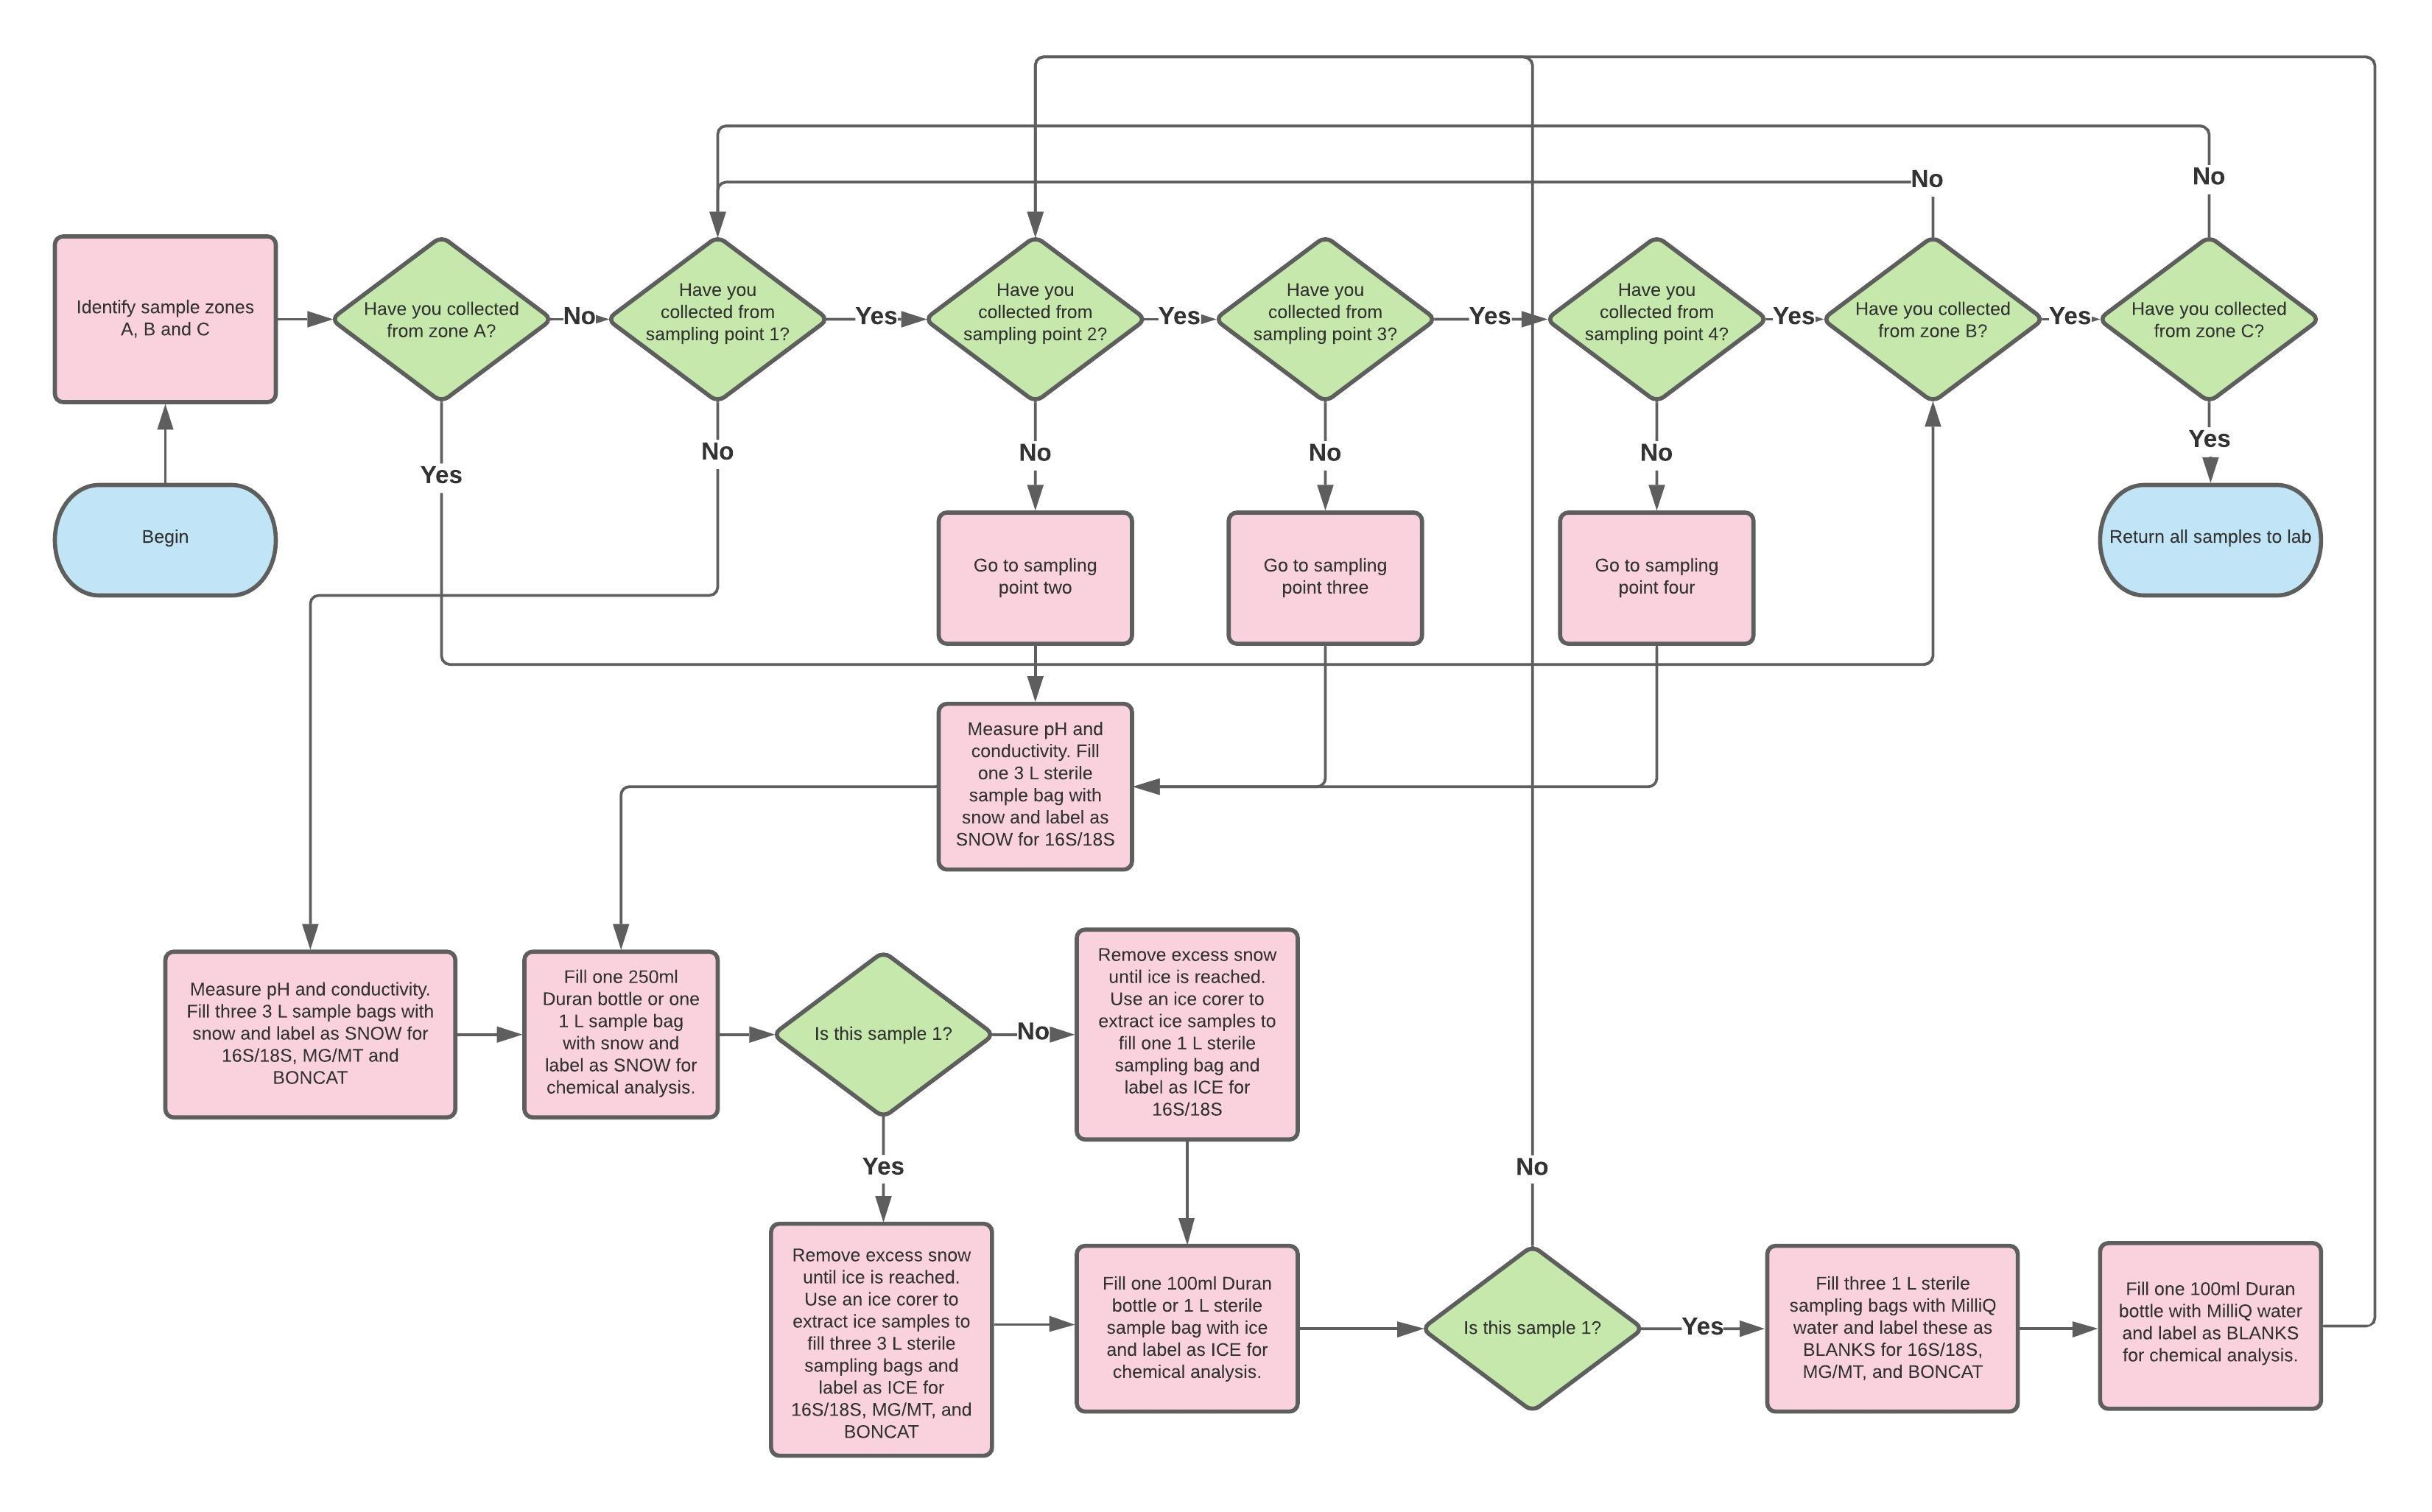 No
No
Identify sample zones
A, B and C
Have you collected
from zone A?
No
Have you
collected from
sampling point 1?
Yes
Have you
collected from
sampling point 2?
Yes
Have you
collected from
sampling point 3?
Yes
Have you
collected from
sampling point 4?
Yes
Have you collected
from zone B?
Yes
Have you collected
from zone C?
Yes
No
No
No
No
Yes
Begin
Return all samples to lab
Go to sampling
point two
Go to sampling
point three
Go to sampling
point four
Measure pH and
conductivity. Fill
one 3 L sterile
sample bag with
snow and label as
SNOW for 16S/18S
Measure pH and conductivity.
Fill three 3 L sample bags with
snow and label as SNOW for
16S/18S, MG/MT and
BONCAT
Fill one 250ml
Duran bottle or one
1 L sample bag
with snow and
label as SNOW for
chemical analysis.
Is this sample 1?
No
Remove excess snow
until ice is reached.
Use an ice corer to
extract ice samples to
fill one 1 L sterile
sampling bag and
label as ICE for
16S/18S
Yes
No
Remove excess snow
until ice is reached.
Use an ice corer to
extract ice samples to
fill three 3 L sterile
sampling bags and
label as ICE for
16S/18S, MG/MT, and
BONCAT
Fill one 100ml Duran
bottle or 1 L sterile
sample bag with ice
and label as ICE for
chemical analysis.
Is this sample 1?
Yes
Fill three 1 L sterile
sampling bags with MilliQ
water and label these as
BLANKS for 16S/18S,
MG/MT, and BONCAT
Fill one 100ml Duran
bottle with MilliQ water
and label as BLANKS
for chemical analysis.